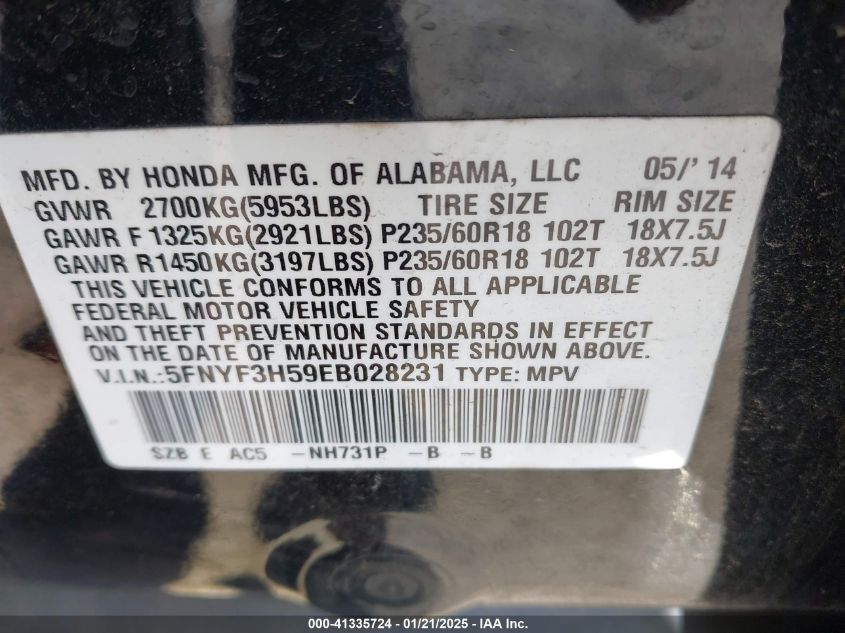 MFD. BY HONDA MFG. OF ALABAMA, LLC 05/'14
GVWR 2700KG(5953LBS) TIRE SIZE RIM SIZE
GAWR F 1325KG(2921LBS) P235/60R18 102T 18X7.5J
GAWR R1450KG(3197LBS) P235/60R18 102T 18X7.5J
THIS VEHICLE CONFORMS TO ALL APPLICABLE
FEDERAL MOTOR VEHICLE SAFETY
AND THEFT PREVENTION STANDARDS IN EFFECT
ON THE DATE OF MANUFACTURE SHOWN ABOVE.
V.I.N.:5FNYF3H59EB028231 TYPE: MPV
SZB E AC5 -NH731P -B -B
000-41335724 - 01/21/2025 - IAA Inc.